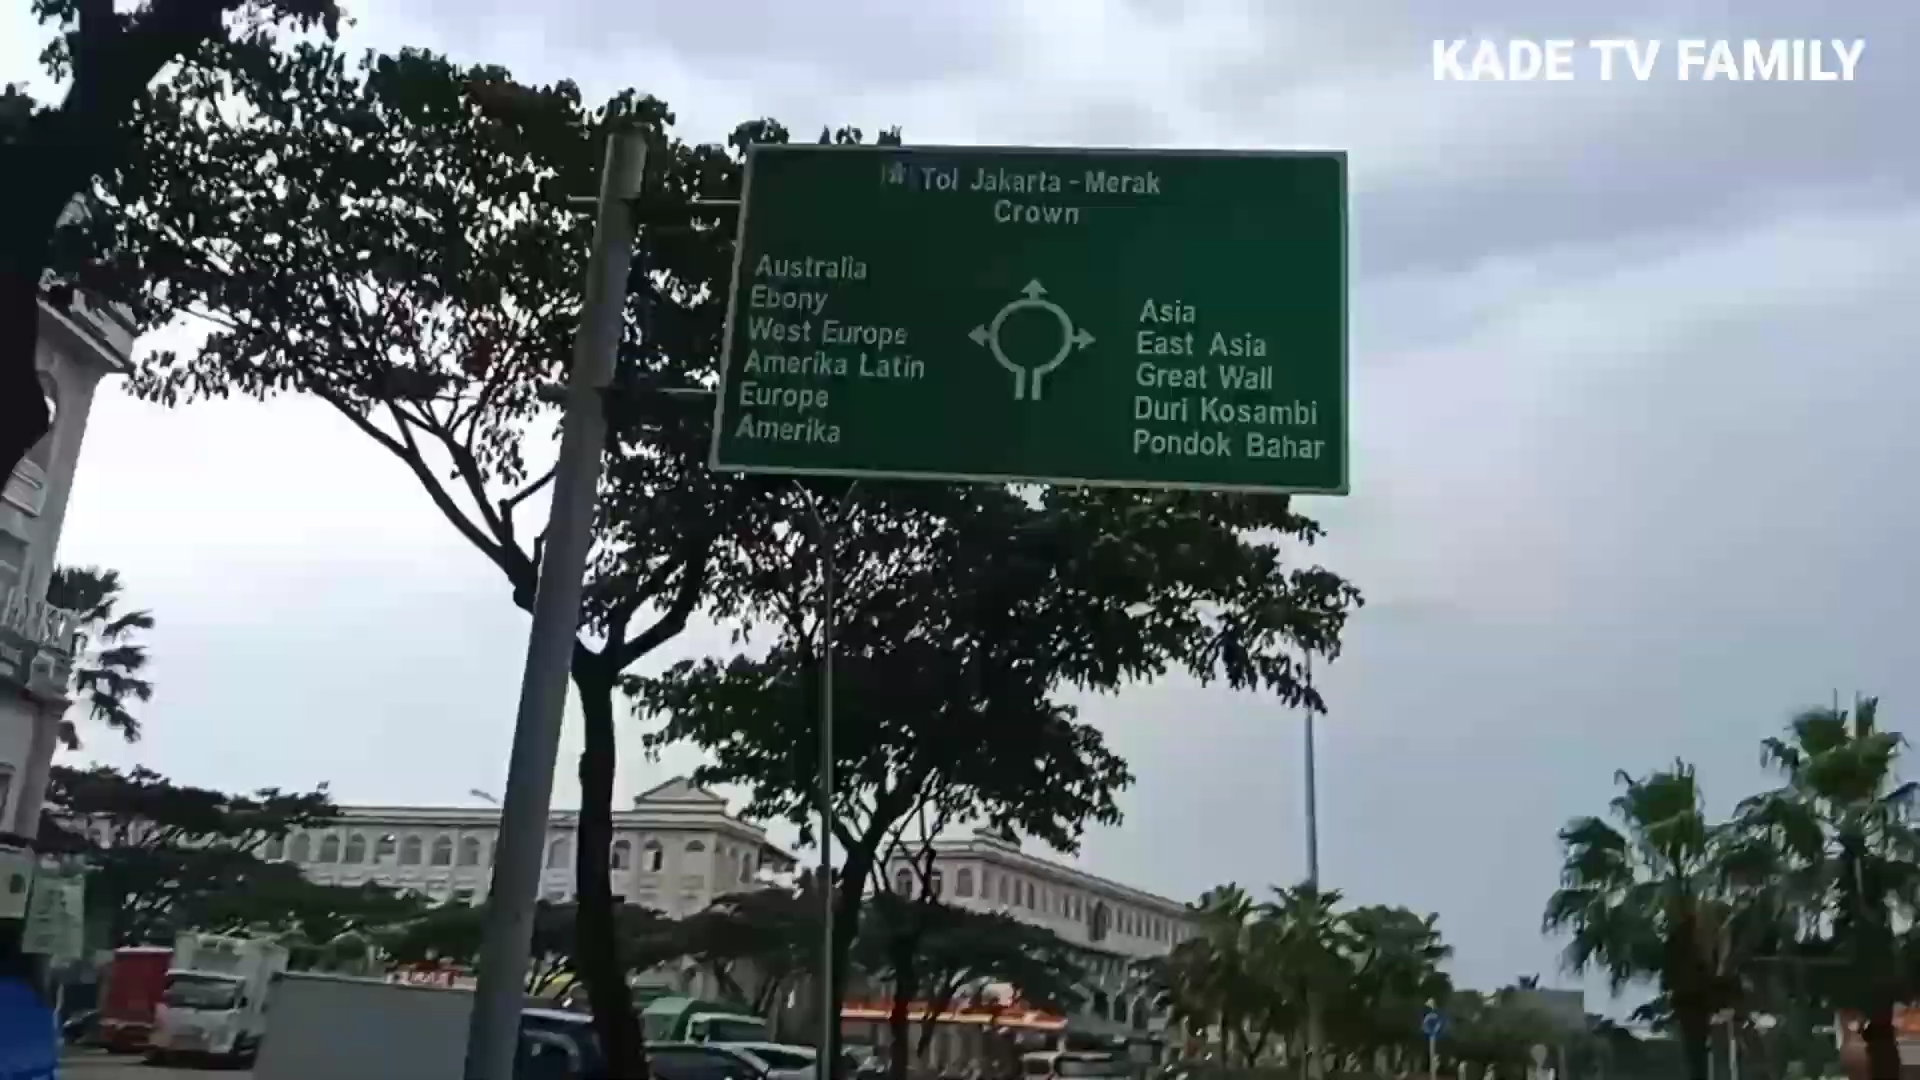 KADE TV FAMILY
Tol Jakarta - Merak
Crown
Australia
Ebony
West Europe
Amerika Latin
Europe
Amerika
Asia
East Asia
Great Wall
Duri Kosambi
Pondok Bahar